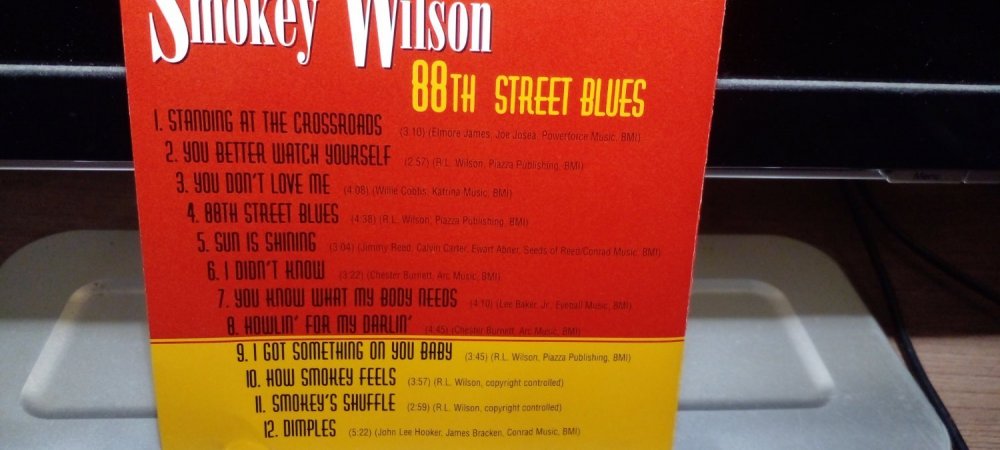 Smokey Wilson
88TH STREET BLUES
1. STANDING AT THE CROSSROADS (3:10) (Elmore James, Joe Josea, Powerforce Music, BMI)
2. YOU BETTER WATCH YOURSELF (2:57) (R.L. Wilson, Piazza Publishing, BMI)
3. YOU DON'T LOVE ME (4:08) (Willie Cobbs, Katrina Music, BMI)
4. 88TH STREET BLUES (4:38) (R.L. Wilson, Piazza Publishing, BMI)
5. SUN IS SHINING (3:04) (Jimmy Reed, Calvin Carter, Ewart Abner, Seeds of Reed/Conrad Music, BMI)
6. I DIDN'T KNOW (3:22) (Chester Burnett, Arc Music, BMI)
7. YOU KNOW WHAT MY BODY NEEDS (4:10) (Lee Baker, Jr., Eyeball Music, BMI)
8. HOWLIN' FOR MY DARLIN' (4:45) (Chester Burnett, Arc Music, BMI)
9. I GOT SOMETHING ON YOU BABY (3:45) (R.L. Wilson, Piazza Publishing, BMI)
10. HOW SMOKEY FEELS (3:57) (R.L. Wilson, copyright controlled)
11. SMOKEY'S SHUFFLE (2:59) (R.L. Wilson, copyright controlled)
12. DIMPLES (5:22) (John Lee Hooker, James Bracken, Conrad Music, BMI)
Menu